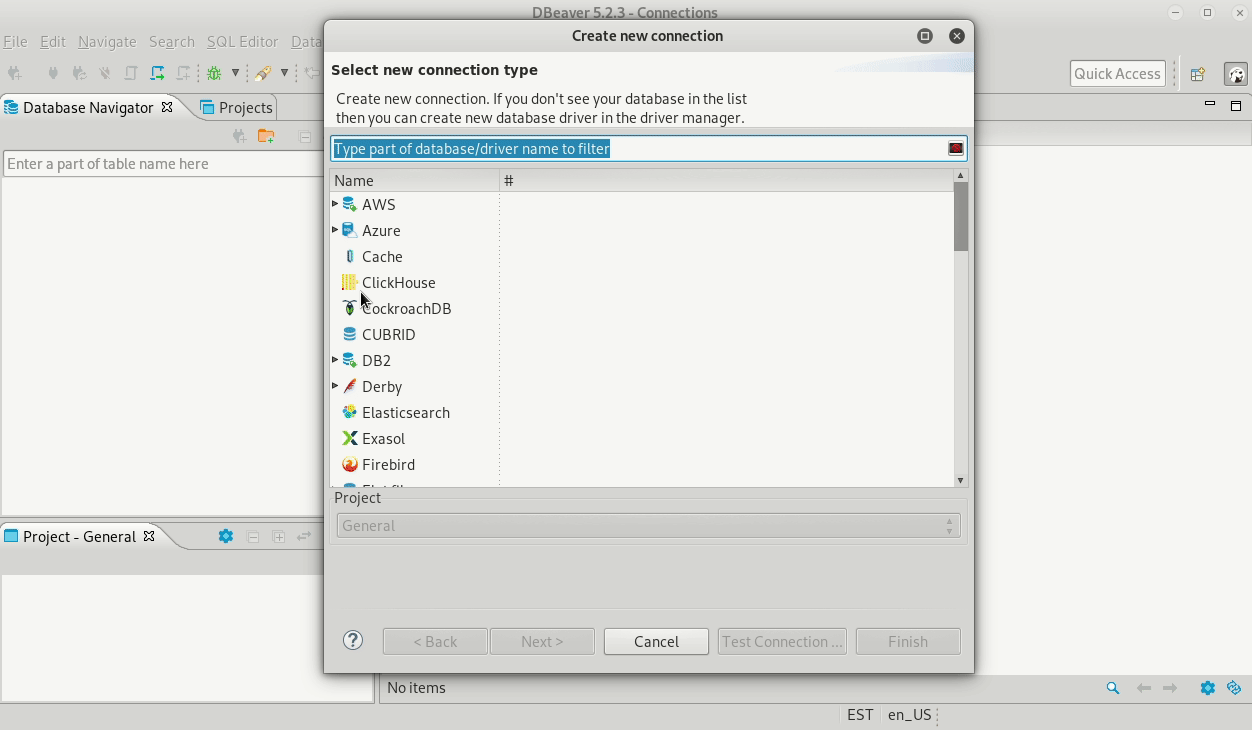 DBeaver 5.2.3 - Connections
File Edit Navigate Search SQL Editor Data
Quick Access
Database Navigator
Projects
Enter a part of table name here
Project - General
Create new connection
Select new connection type
Create new connection. If you don't see your database in the list
then you can create new database driver in the driver manager.
Type part of database/driver name to filter
Name #
AWS
Azure
Cache
ClickHouse
CockroachDB
CUBRID
DB2
Derby
Elasticsearch
Exasol
Firebird
Project
General
? < Back Next > Cancel Test Connection ... Finish
No items
EST en_US